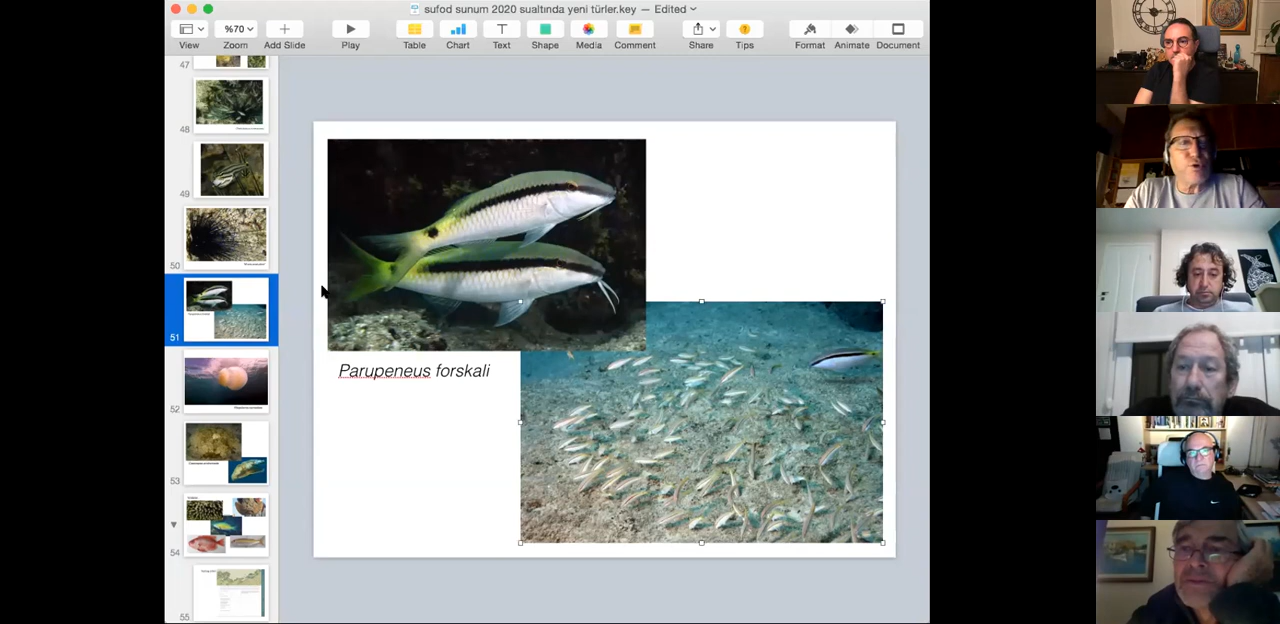 sufod sunum 2020 sualtında yeni türler.key — Edited
%70
View
Zoom
Add Slide
Play
Table
Chart
Text
Shape
Media
Comment
Share
Tips
Format
Animate
Document
47
48
49
50
51
52
53
54
55
Parupeneus forskali